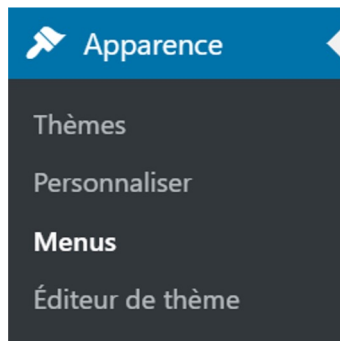 Apparence
Thèmes
Personnaliser
Menus
Éditeur de thème